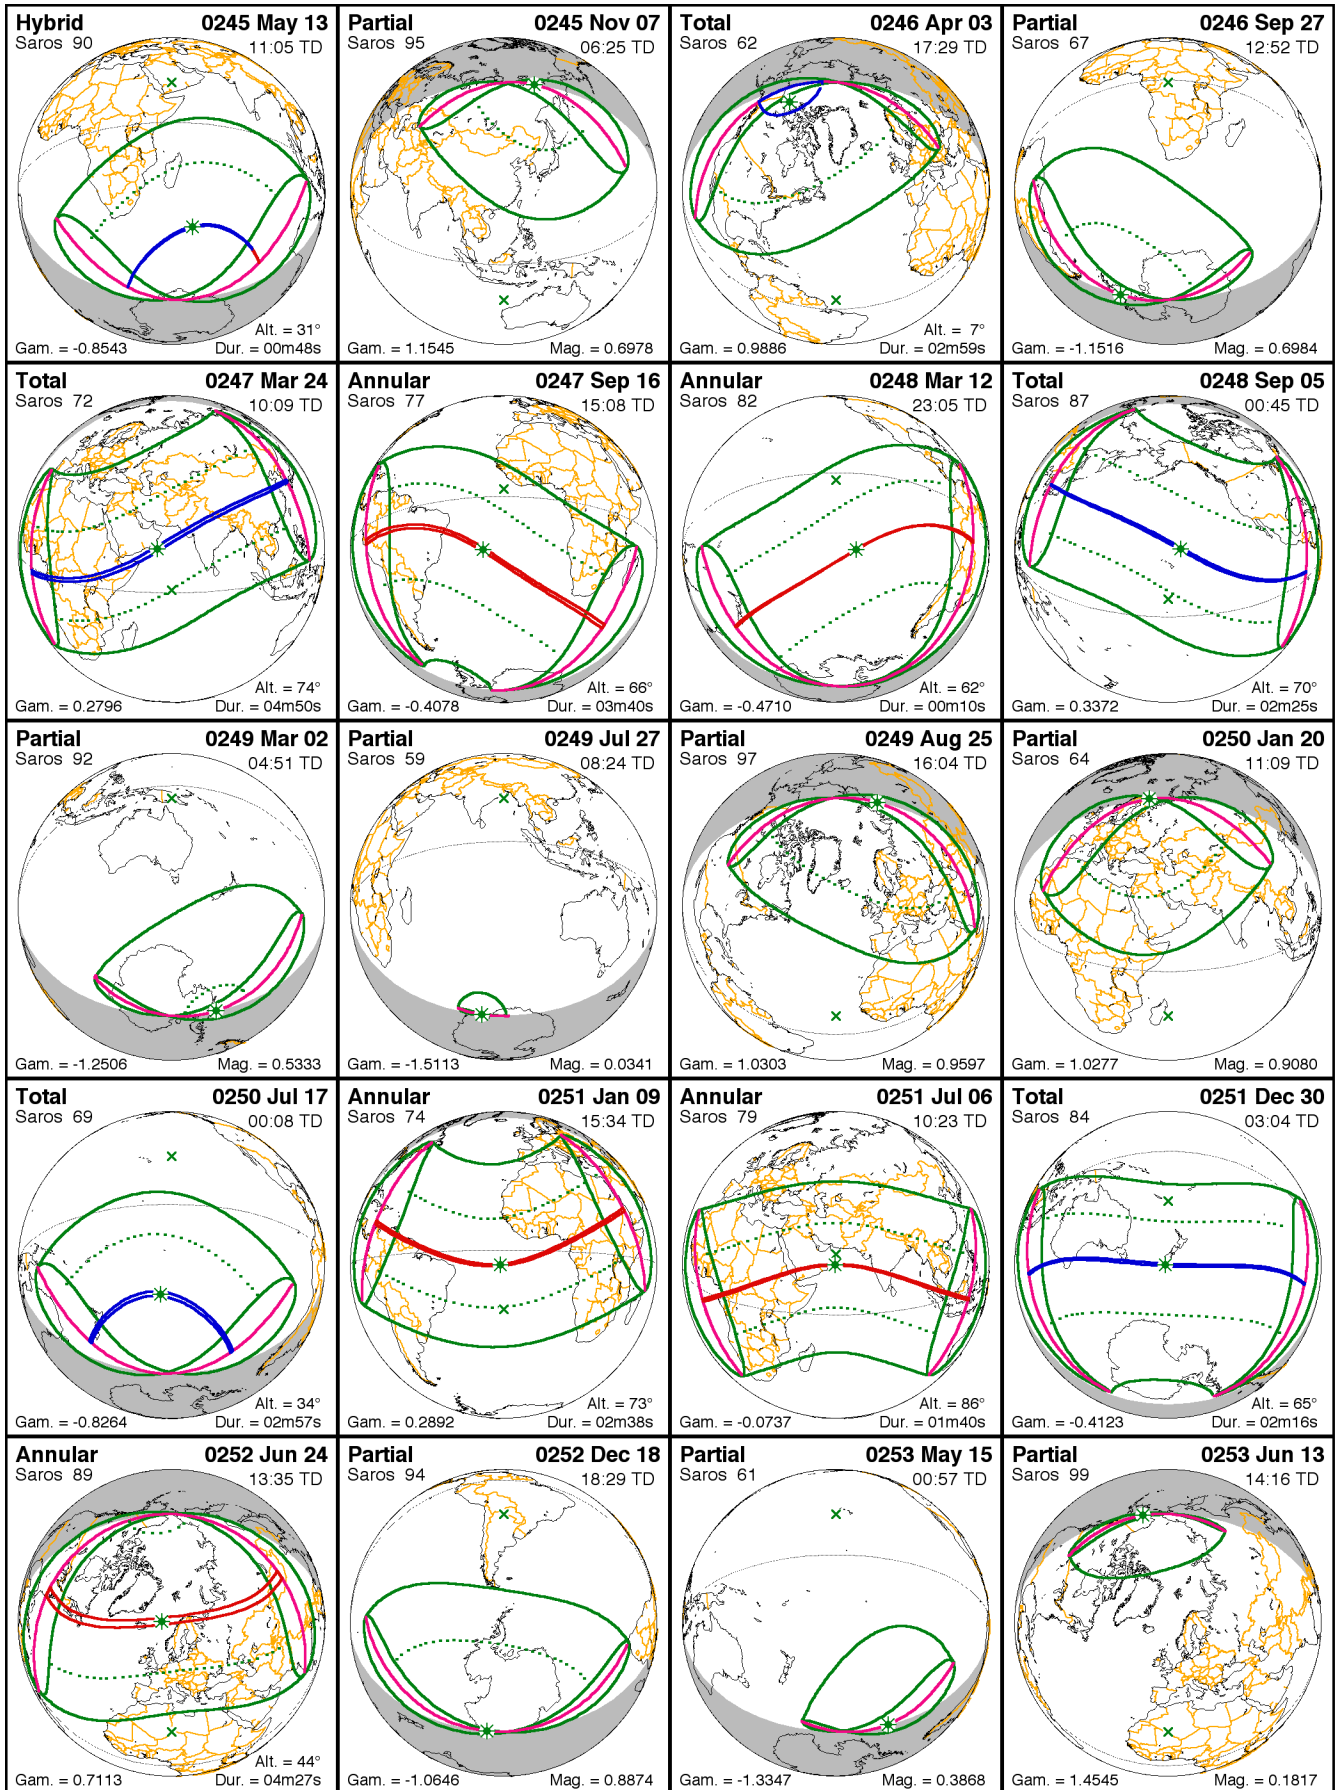 Hybrid 0245 May 13
Saros 90 11:05 TD
Alt. = 31°
Gam. = -0.8543 Dur. = 00m48s
Partial 0245 Nov 07
Saros 95 06:25 TD
Gam. = 1.1545 Mag. = 0.6978
Total 0246 Apr 03
Saros 62 17:29 TD
Alt. = 7°
Gam. = 0.9886 Dur. = 02m59s
Partial 0246 Sep 27
Saros 67 12:52 TD
Gam. = -1.1516 Mag. = 0.6984
Total 0247 Mar 24
Saros 72 10:09 TD
Alt. = 74°
Gam. = 0.2796 Dur. = 04m50s
Annular 0247 Sep 16
Saros 77 15:08 TD
Alt. = 66°
Gam. = -0.4078 Dur. = 03m40s
Annular 0248 Mar 12
Saros 82 23:05 TD
Alt. = 62°
Gam. = -0.4710 Dur. = 00m10s
Total 0248 Sep 05
Saros 87 00:45 TD
Alt. = 70°
Gam. = 0.3372 Dur. = 02m25s
Partial 0249 Mar 02
Saros 92 04:51 TD
Gam. = -1.2506 Mag. = 0.5333
Partial 0249 Jul 27
Saros 59 08:24 TD
Gam. = -1.5113 Mag. = 0.0341
Partial 0249 Aug 25
Saros 97 16:04 TD
Gam. = 1.0303 Mag. = 0.9597
Partial 0250 Jan 20
Saros 64 11:09 TD
Gam. = 1.0277 Mag. = 0.9080
Total 0250 Jul 17
Saros 69 00:08 TD
Alt. = 34°
Gam. = -0.8264 Dur. = 02m57s
Annular 0251 Jan 09
Saros 74 15:34 TD
Alt. = 73°
Gam. = 0.2892 Dur. = 02m38s
Annular 0251 Jul 06
Saros 79 10:23 TD
Alt. = 86°
Gam. = -0.0737 Dur. = 01m40s
Total 0251 Dec 30
Saros 84 03:04 TD
Alt. = 65°
Gam. = -0.4123 Dur. = 02m16s
Annular 0252 Jun 24
Saros 89 13:35 TD
Alt. = 44°
Gam. = 0.7113 Dur. = 04m27s
Partial 0252 Dec 18
Saros 94 18:29 TD
Gam. = -1.0646 Mag. = 0.8874
Partial 0253 May 15
Saros 61 00:57 TD
Gam. = -1.3347 Mag. = 0.3868
Partial 0253 Jun 13
Saros 99 14:16 TD
Gam. = 1.4545 Mag. = 0.1817